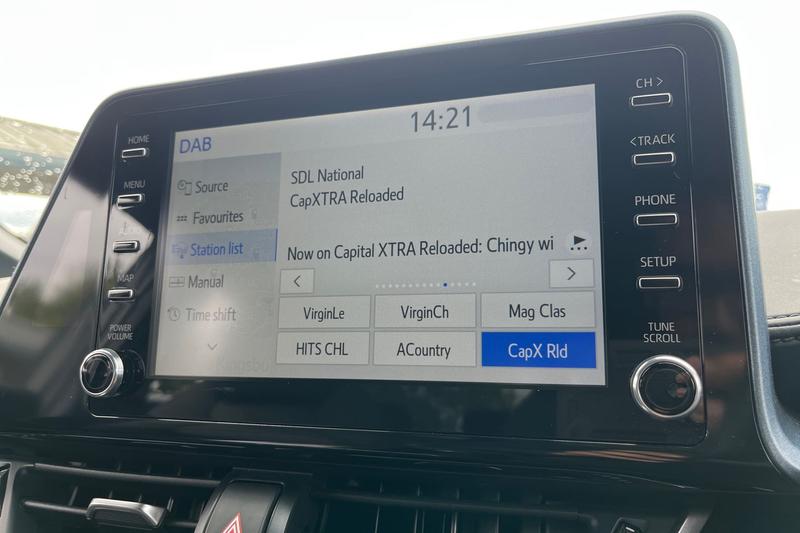 HOME
MENU
AUDIO
MAP
POWER
VOLUME
DAB
14:21
Source
Favourites
Station list
Manual
Time shift
SDL National
CapXTRA Reloaded
Now on Capital XTRA Reloaded: Chingy wi
VirginLe
VirginCh
Mag Clas
HITS CHL
ACountry
CapX Rld
CH >
<TRACK
PHONE
SETUP
TUNE
SCROLL